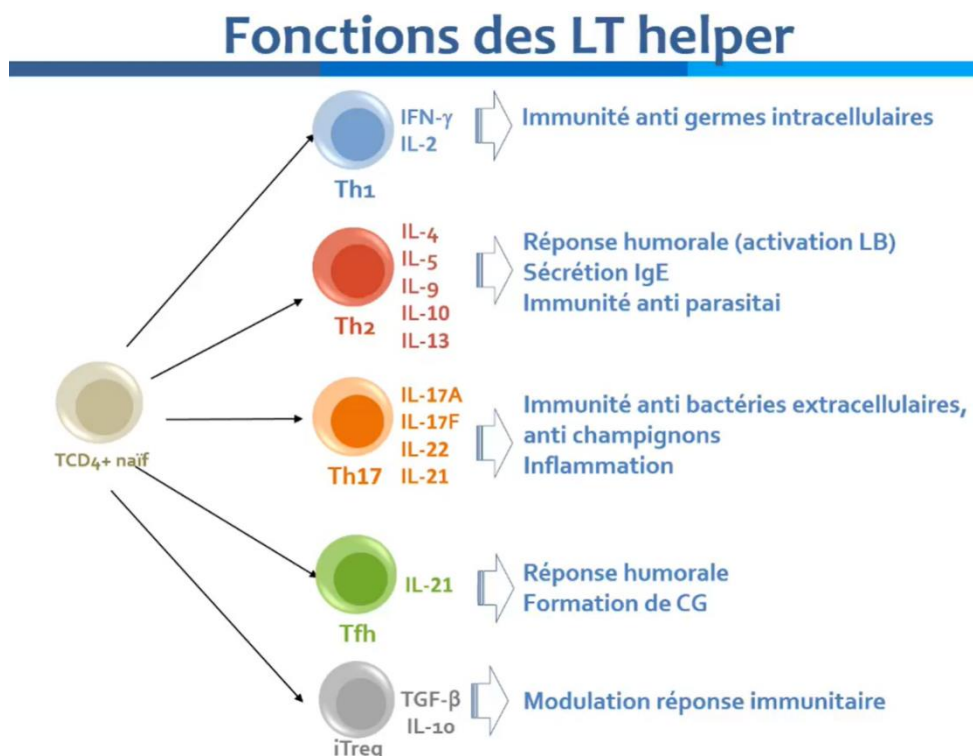 Fonctions des LT helper
IFN-γ
IL-2
Th1
Immunité anti germes intracellulaires
IL-4
IL-5
IL-9
IL-10
IL-13
Th2
Réponse humorale (activation LB)
Sécrétion IgE
Immunité anti parasitai
TCD4+ naïf
IL-17A
IL-17F
IL-22
IL-21
Th17
Immunité anti bactéries extracellulaires,
anti champignons
Inflammation
IL-21
Tfh
Réponse humorale
Formation de CG
TGF-β
IL-10
iTreg
Modulation réponse immunitaire